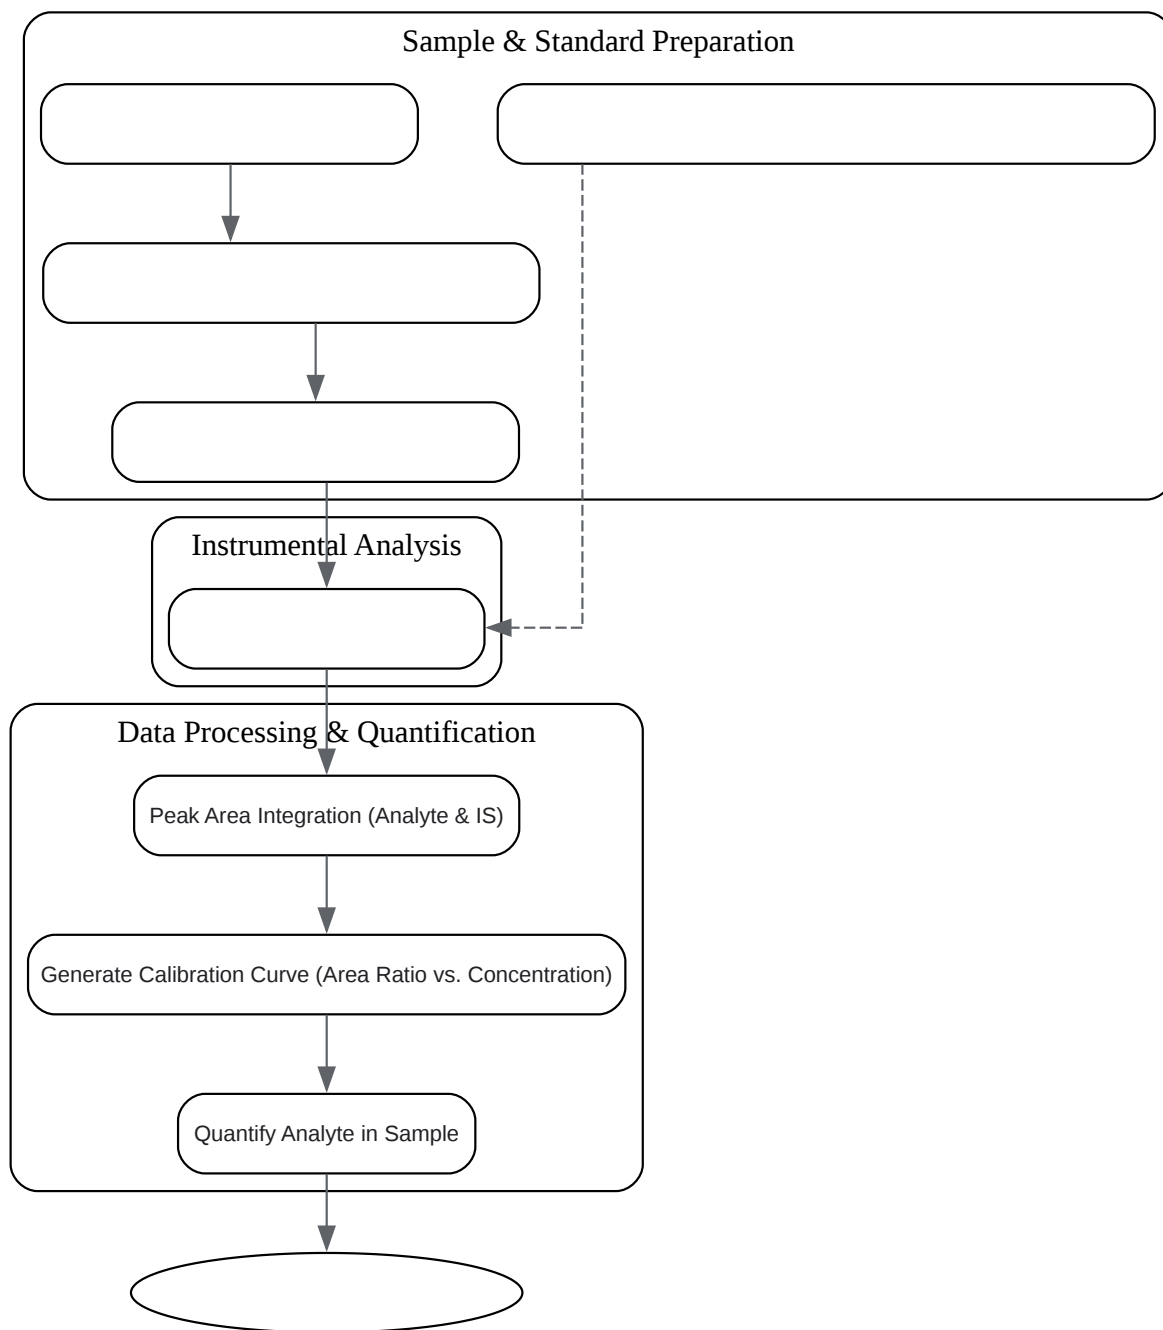 Sample & Standard Preparation
Instrumental Analysis
Data Processing & Quantification
Peak Area Integration (Analyte & IS)
Generate Calibration Curve (Area Ratio vs. Concentration)
Quantify Analyte in Sample